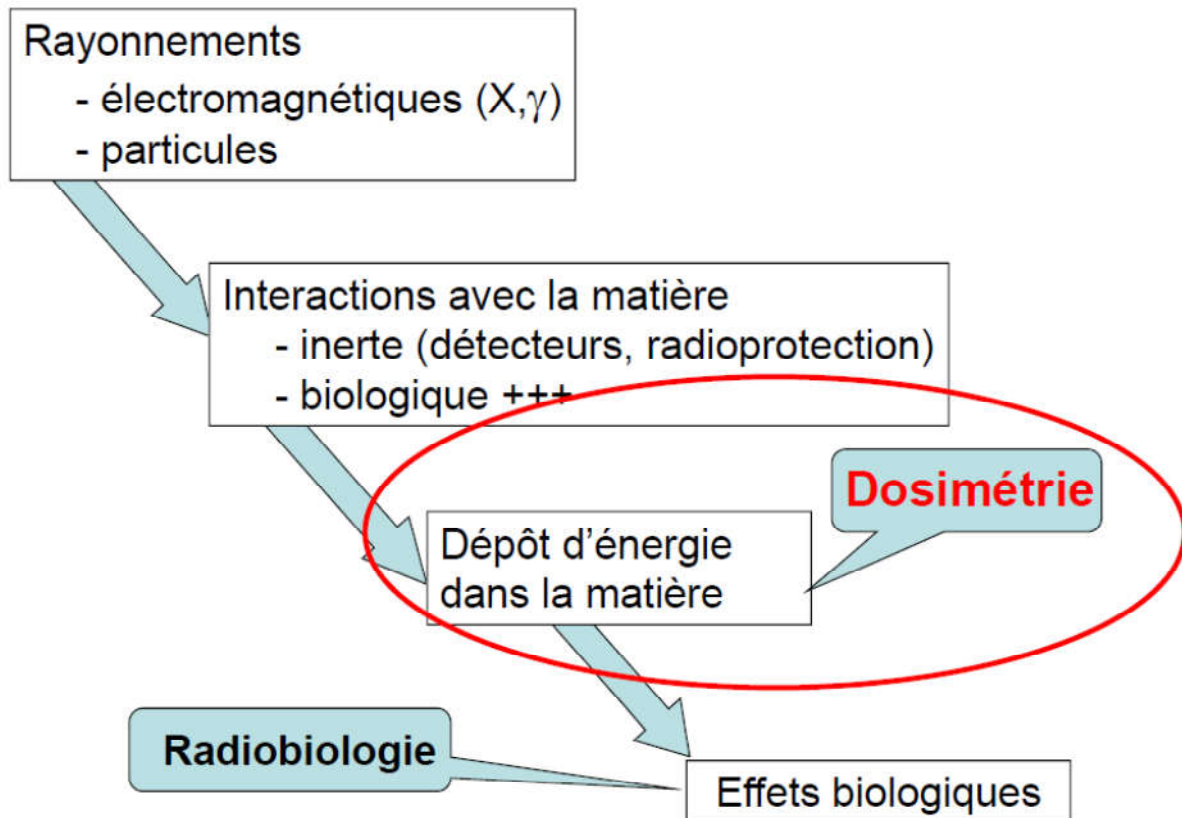 Rayonnements
- électromagnétiques (X,γ)
- particules
Interactions avec la matière
- inerte (détecteurs, radioprotection)
- biologique +++
Dosimétrie
Dépôt d'énergie
dans la matière
Radiobiologie
Effets biologiques